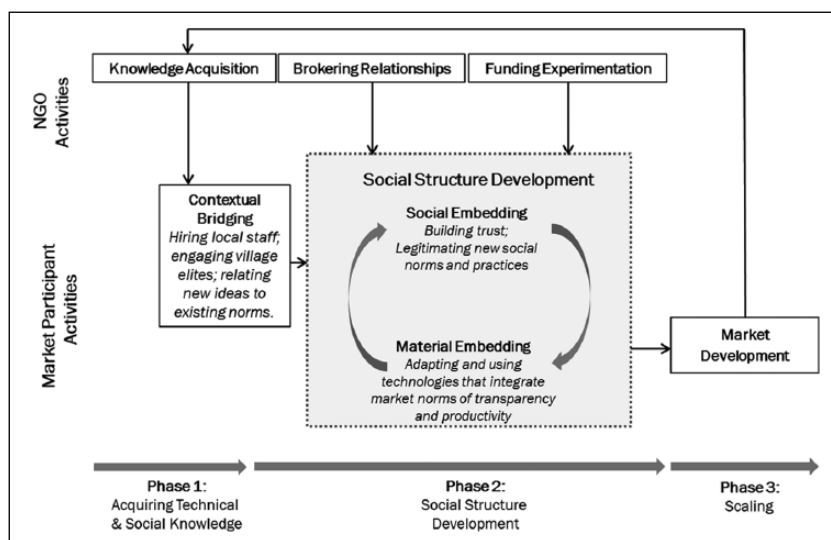 NGO
Activities
Knowledge Acquisition
Brokering Relationships
Funding Experimentation
Market Participant
Activities
Contextual
Bridging
Hiring local staff;
engaging village
elites; relating
new ideas to
existing norms.
Social Structure Development
Social Embedding
Building trust;
Legitimating new social
norms and practices
Material Embedding
Adapting and using
technologies that integrate
market norms of transparency
and productivity
Market
Development
Phase 1:
Acquiring Technical
& Social Knowledge
Phase 2:
Social Structure
Development
Phase 3:
Scaling